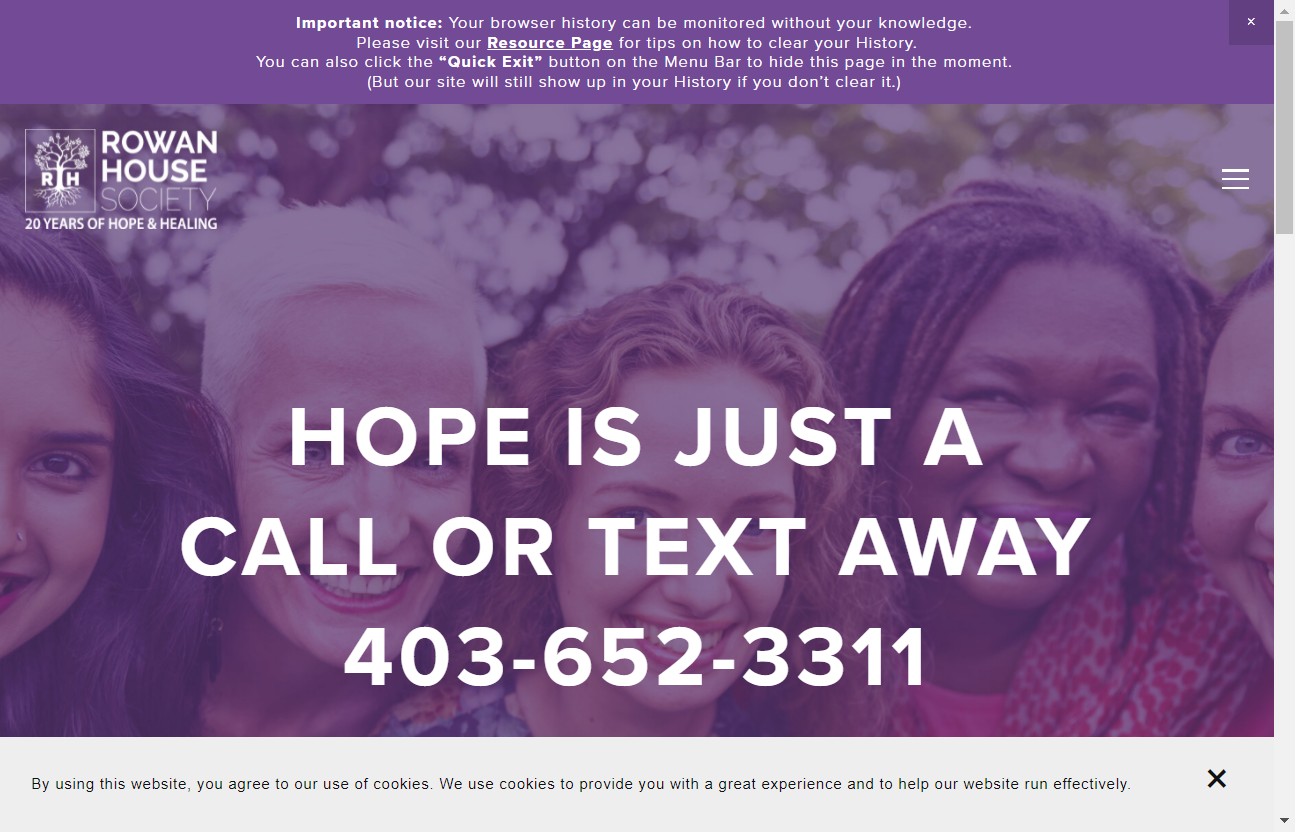 Important notice: Your browser history can be monitored without your knowledge.
Please visit our Resource Page for tips on how to clear your History.
You can also click the “Quick Exit” button on the Menu Bar to hide this page in the moment.
(But our site will still show up in your History if you don’t clear it.)
ROWAN
HOUSE
SOCIETY
RTH
20 YEARS OF HOPE & HEALING
HOPE IS JUST A
CALL OR TEXT AWAY
403-652-3311
By using this website, you agree to our use of cookies. We use cookies to provide you with a great experience and to help our website run effectively.